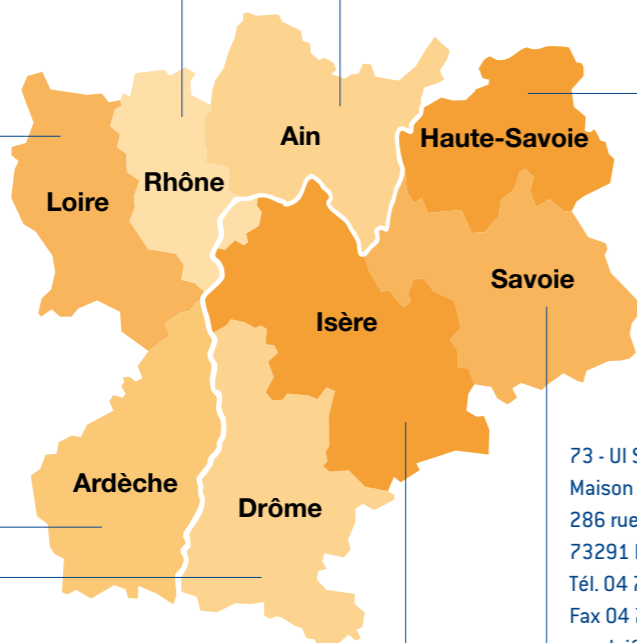 Ain
Haute-Savoie
Rhône
Loire
Savoie
Isère
Ardèche
Drôme
73 - UI
Maison
286 rue
73291
Tél. 04
Fax 04